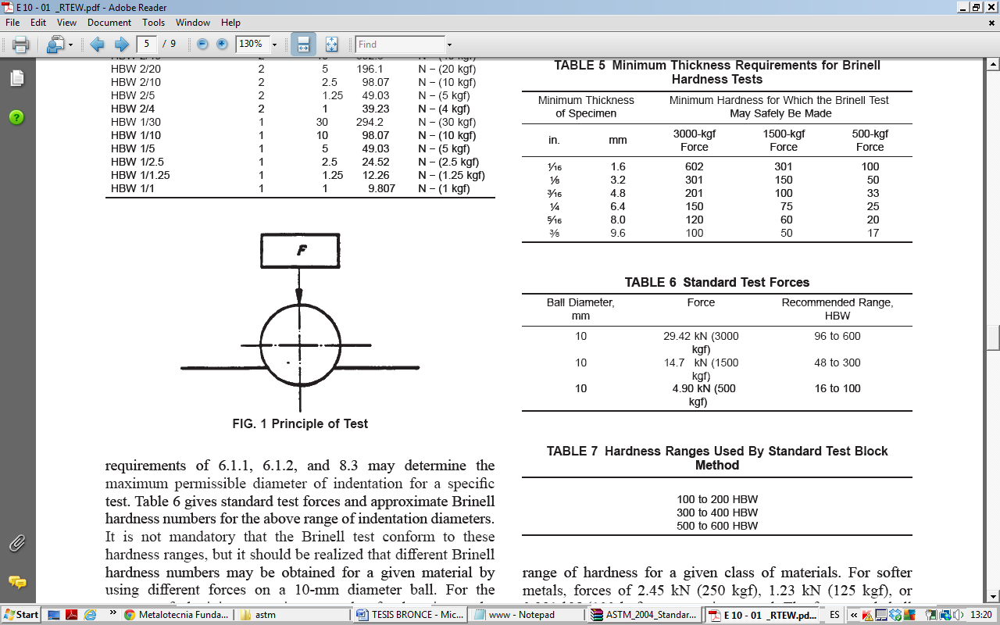 E 10 - 01 _RTEW.pdf - Adobe Reader
File Edit View Document Tools Window Help
5 / 9 130% Find
HBW 2/20 2 5 196.1 N – (20 kgf)
HBW 2/10 2 2.5 98.07 N – (10 kgf)
HBW 2/5 2 1.25 49.03 N – (5 kgf)
HBW 2/4 2 1 39.23 N – (4 kgf)
HBW 1/30 1 30 294.2 N – (30 kgf)
HBW 1/10 1 10 98.07 N – (10 kgf)
HBW 1/5 1 5 49.03 N – (5 kgf)
HBW 1/2.5 1 2.5 24.52 N – (2.5 kgf)
HBW 1/1.25 1 1.25 12.26 N – (1.25 kgf)
HBW 1/1 1 1 9.807 N – (1 kgf)
F
FIG. 1 Principle of Test
requirements of 6.1.1, 6.1.2, and 8.3 may determine the
maximum permissible diameter of indentation for a specific
test. Table 6 gives standard test forces and approximate Brinell
hardness numbers for the above range of indentation diameters.
It is not mandatory that the Brinell test conform to these
hardness ranges, but it should be realized that different Brinell
hardness numbers may be obtained for a given material by
using different forces on a 10-mm diameter ball. For the
TABLE 5 Minimum Thickness Requirements for Brinell
Hardness Tests
Minimum Thickness Minimum Hardness for Which the Brinell Test
of Specimen May Safely Be Made
in. mm 3000-kgf 1500-kgf 500-kgf
Force Force Force
1⁄16 1.6 602 301 100
1⁄8 3.2 301 150 50
3⁄16 4.8 201 100 33
1⁄4 6.4 150 75 25
5⁄16 8.0 120 60 20
3⁄8 9.6 100 50 17
TABLE 6 Standard Test Forces
Ball Diameter, Force Recommended Range,
mm HBW
10 29.42 kN (3000 96 to 600
kgf)
10 14.7 kN (1500 48 to 300
kgf)
10 4.90 kN (500 16 to 100
kgf)
TABLE 7 Hardness Ranges Used By Standard Test Block
Method
100 to 200 HBW
300 to 400 HBW
500 to 600 HBW
range of hardness for a given class of materials. For softer
metals, forces of 2.45 kN (250 kgf), 1.23 kN (125 kgf), or
Start » Metalotecnia Funda... astm TESIS BRONCE - Mic... www - Notepad ASTM_2004_Standar... E 10 - 01 _RTEW.pd... ES « 13:20